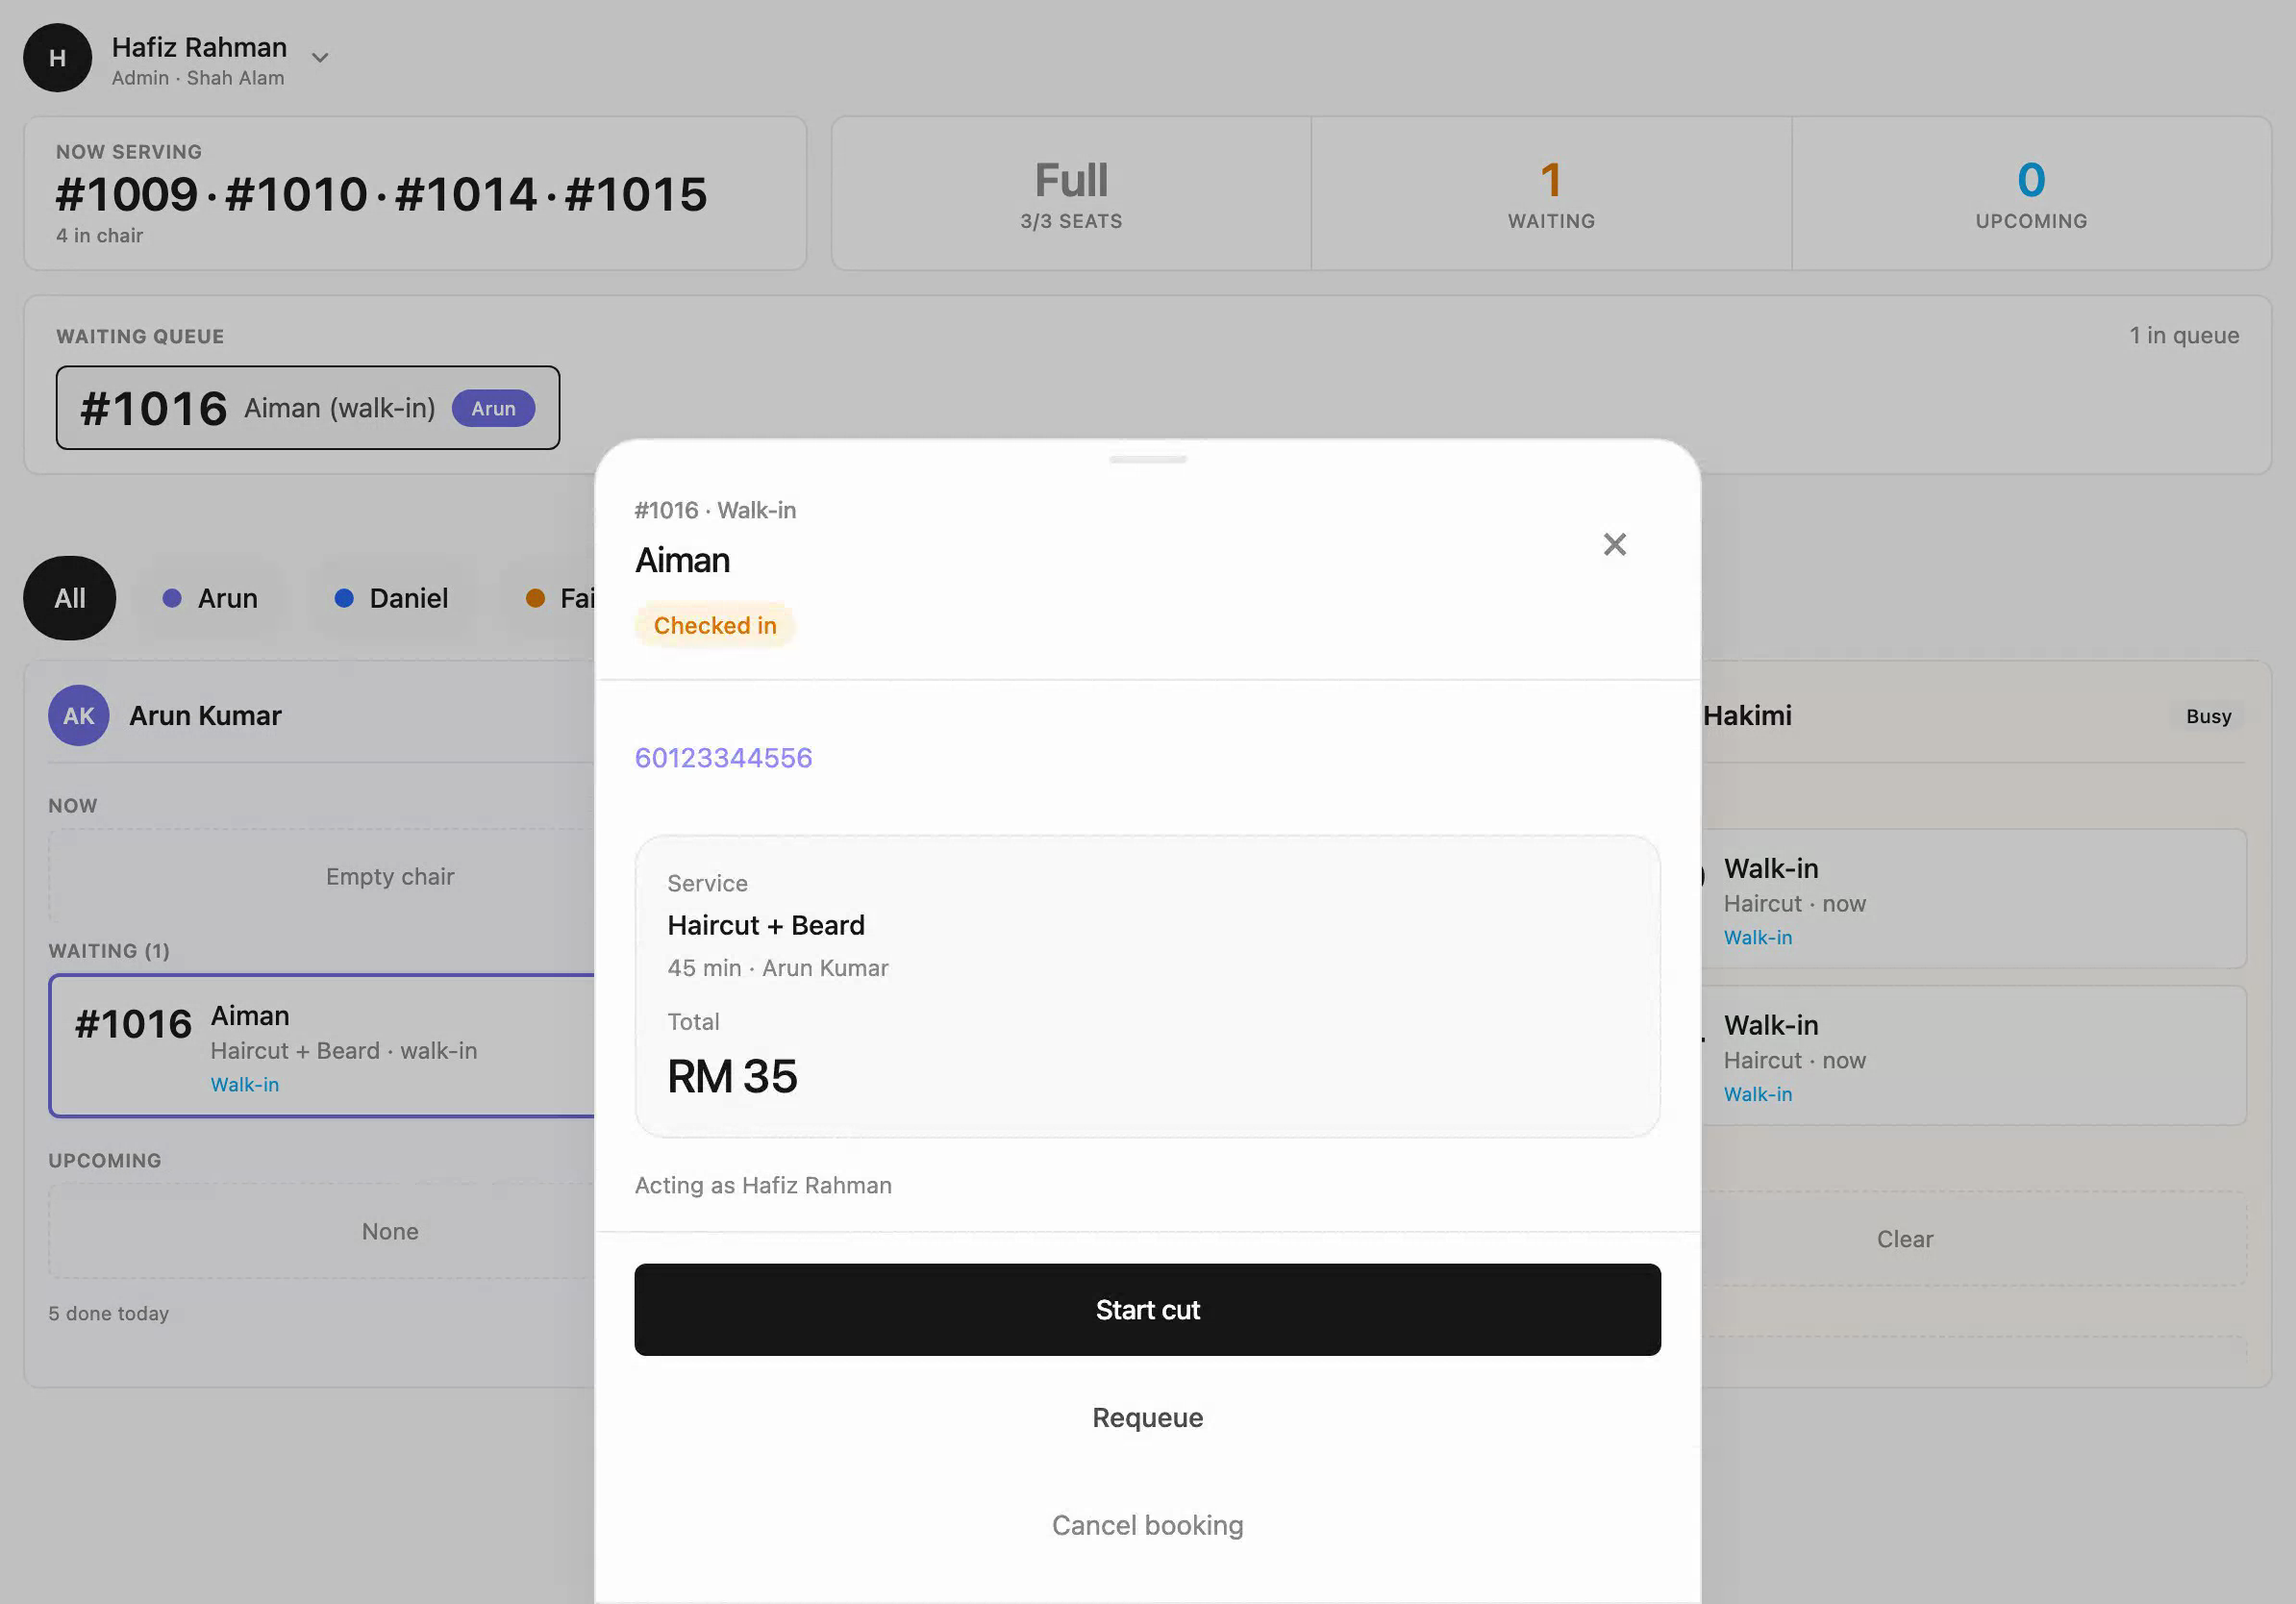 H
Hafiz Rahman
Admin · Shah Alam
NOW SERVING
#1009 · #1010 · #1014 · #1015
4 in chair
Full
3/3 SEATS
1
WAITING
0
UPCOMING
WAITING QUEUE
1 in queue
#1016 Aiman (walk-in) Arun
All
Arun
Daniel
Fai
AK
Arun Kumar
NOW
Empty chair
WAITING (1)
#1016
Aiman
Haircut + Beard · walk-in
Walk-in
UPCOMING
None
5 done today
#1016 · Walk-in
Aiman
Checked in
60123344556
Service
Haircut + Beard
45 min · Arun Kumar
Total
RM 35
Acting as Hafiz Rahman
Start cut
Requeue
Cancel booking
Hakimi
Busy
Walk-in
Haircut · now
Walk-in
Walk-in
Haircut · now
Walk-in
Clear